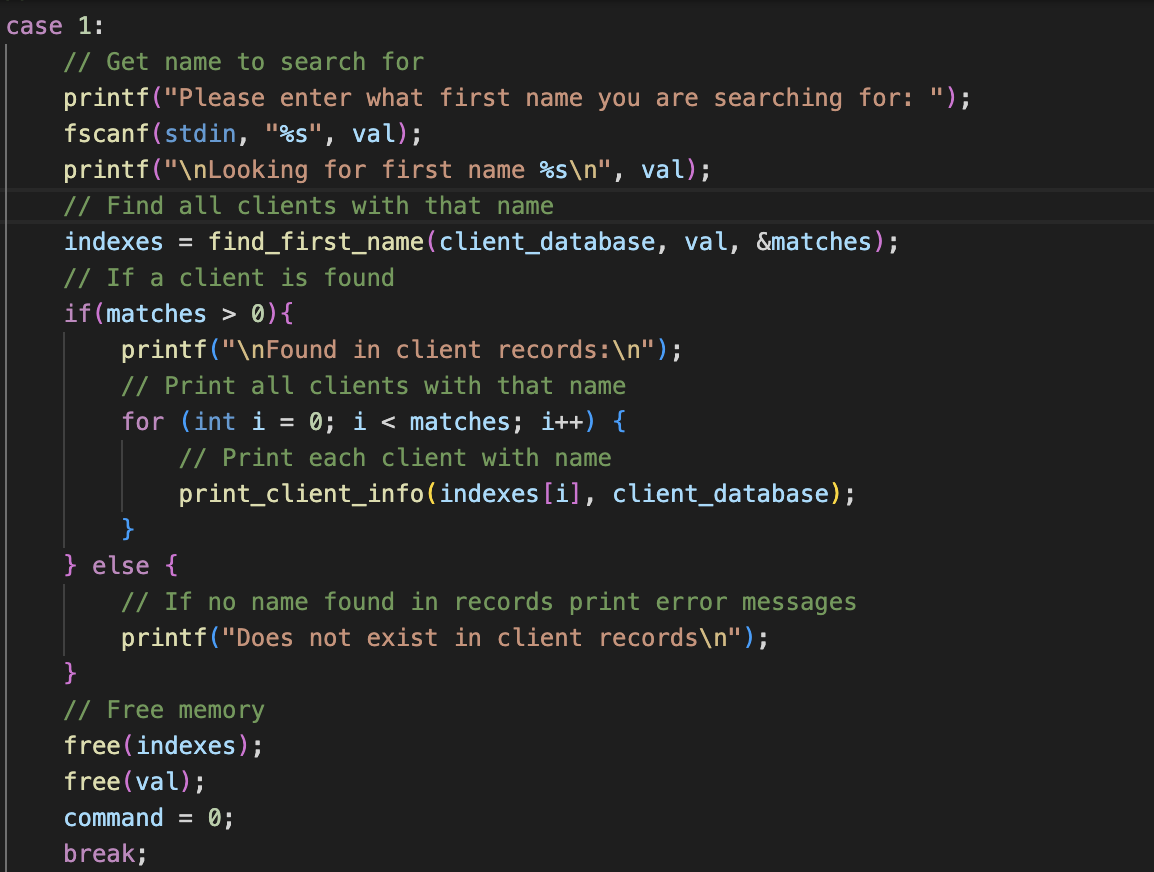 case 1:
    // Get name to search for
    printf("Please enter what first name you are searching for: ");
    fscanf(stdin, "%s", val);
    printf("\nLooking for first name %s\n", val);
    // Find all clients with that name
    indexes = find_first_name(client_database, val, &matches);
    // If a client is found
    if(matches > 0){
        printf("\nFound in client records:\n");
        // Print all clients with that name
        for (int i = 0; i < matches; i++) {
            // Print each client with name
            print_client_info(indexes[i], client_database);
        }
    } else {
        // If no name found in records print error messages
        printf("Does not exist in client records\n");
    }
    // Free memory
    free(indexes);
    free(val);
    command = 0;
    break;